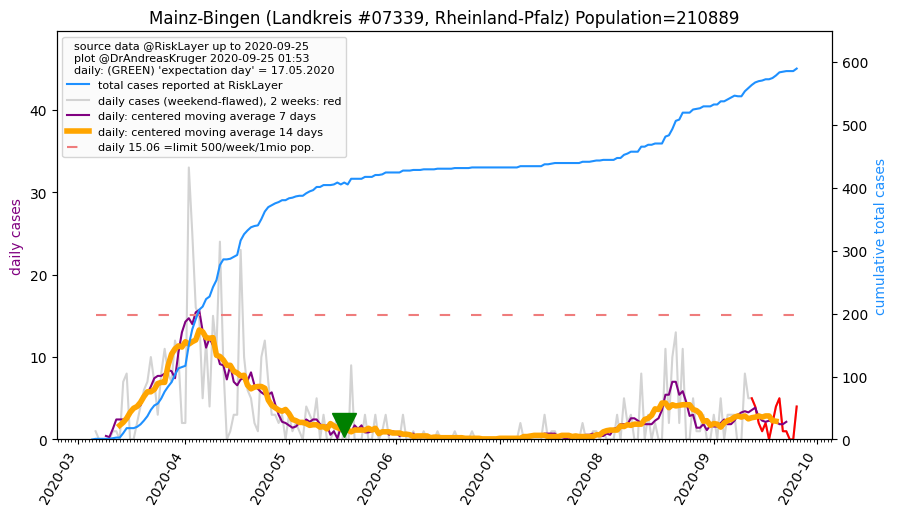 Mainz-Bingen (Landkreis #07339, Rheinland-Pfalz) Population=210889
source data @RiskLayer up to 2020-09-25
plot @DrAndreasKruger 2020-09-25 01:53
daily: (GREEN) 'expectation day' = 17.05.2020
total cases reported at RiskLayer
daily cases (weekend-flawed), 2 weeks: red
daily: centered moving average 7 days
daily: centered moving average 14 days
daily 15.06 =limit 500/week/1mio pop.
daily cases
40
30
20
10
0
cumulative total cases
600
500
400
300
200
100
0
2020-03
2020-04
2020-05
2020-06
2020-07
2020-08
2020-09
2020-10